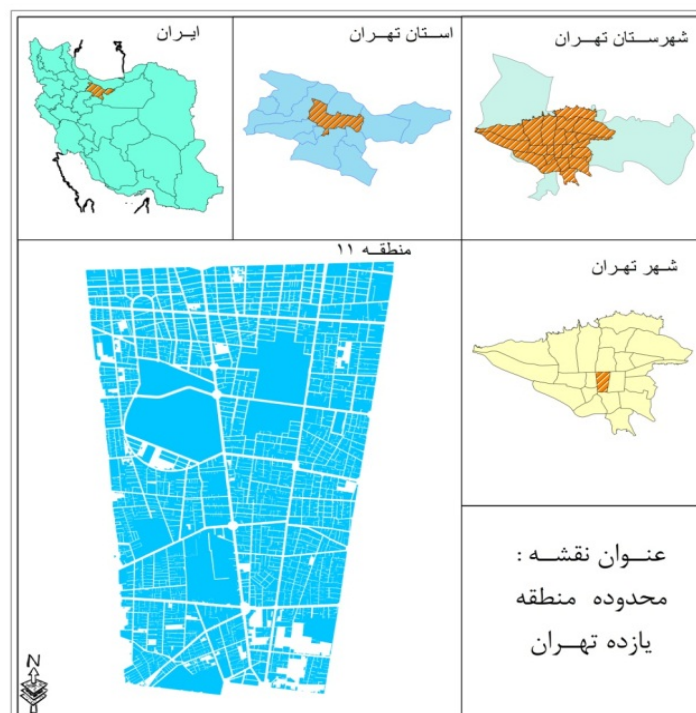 شهرستان تهران
استان تهران
ایران
منطقه ۱۱
شهر تهران
عنوان نقشه :
محدوده منطقه
یازده تهران
N